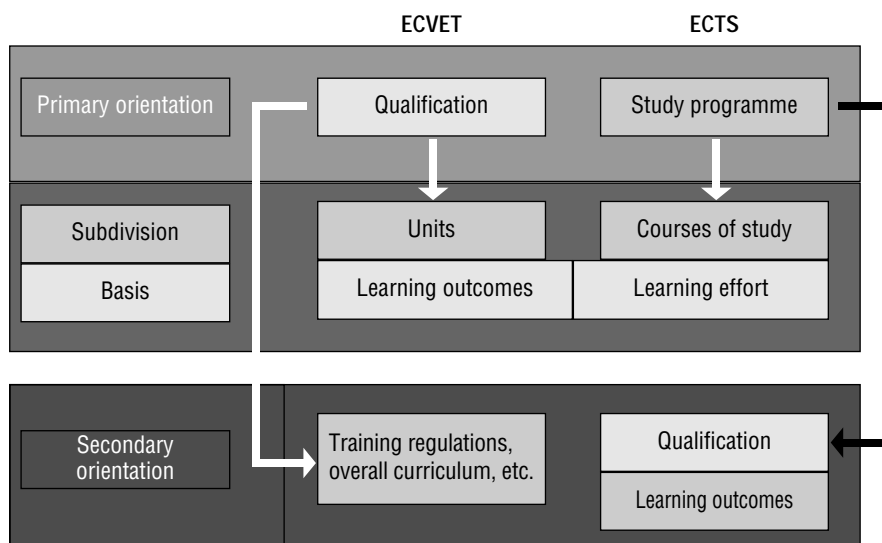 ECVET ECTS
Primary orientation Qualification Study programme
Subdivision Units Courses of study
Basis Learning outcomes Learning effort
Secondary
orientation
Training regulations,
overall curriculum, etc.
Qualification
Learning outcomes